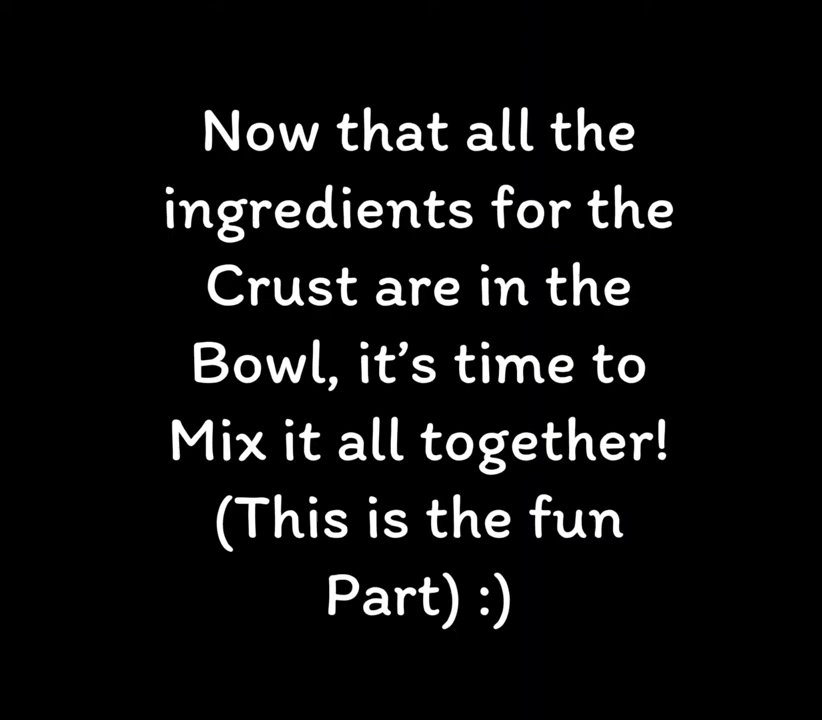 Now that all the
ingredients for the
Crust are in the
Bowl, it’s time to
Mix it all together!
(This is the fun
Part) :)